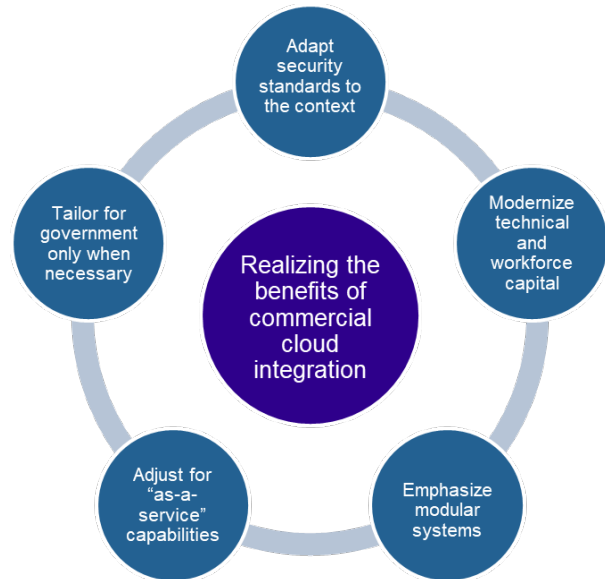 Adapt
security
standards to
the context
Modernize
technical
and
workforce
capital
Emphasize
modular
systems
Adjust for
“as-a-
service”
capabilities
Tailor for
government
only when
necessary
Realizing the
benefits of
commercial
cloud
integration